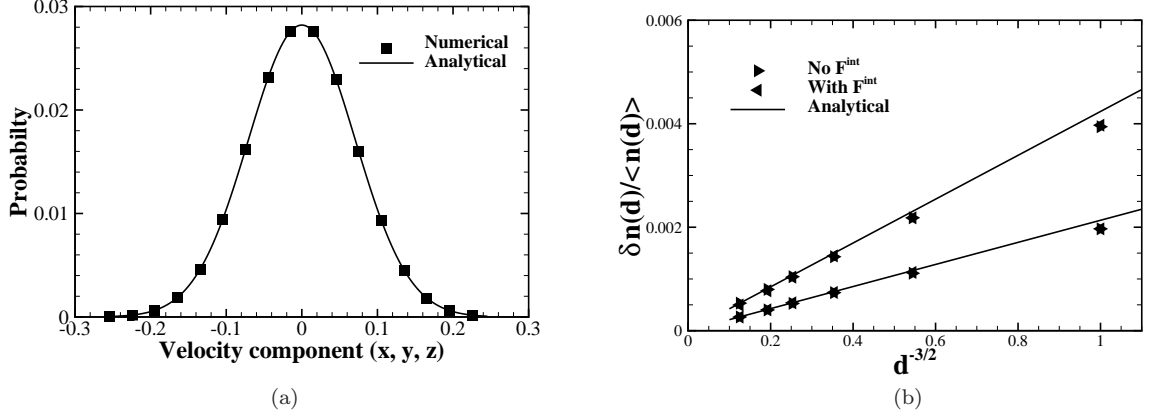 0.03
0.02
0.01
0
-0.3
-0.2
-0.1
0
0.1
0.2
0.3
Probabilty
Velocity component (x, y, z)
Numerical
Analytical
(a)
0.006
0.004
0.002
0
0
0.2
0.4
0.6
0.8
1
δn(d)/<n(d)>
d^-3/2
No F^int
With F^int
Analytical
(b)